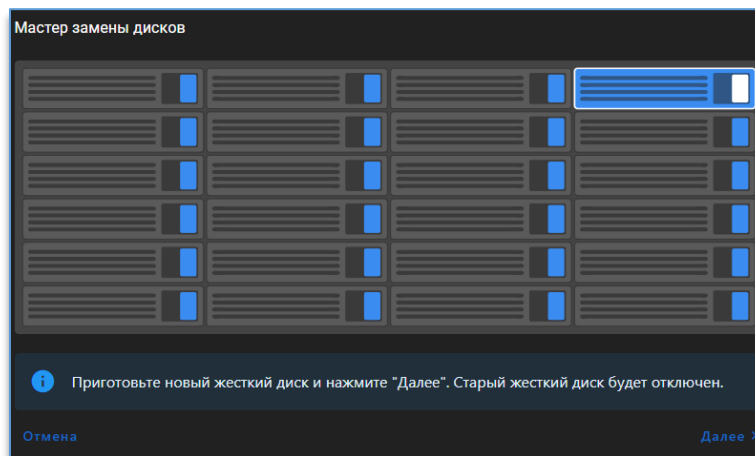 Мастер замены дисков
Приготовьте новый жесткий диск и нажмите "Далее". Старый жесткий диск будет отключен.
Отмена
Далее